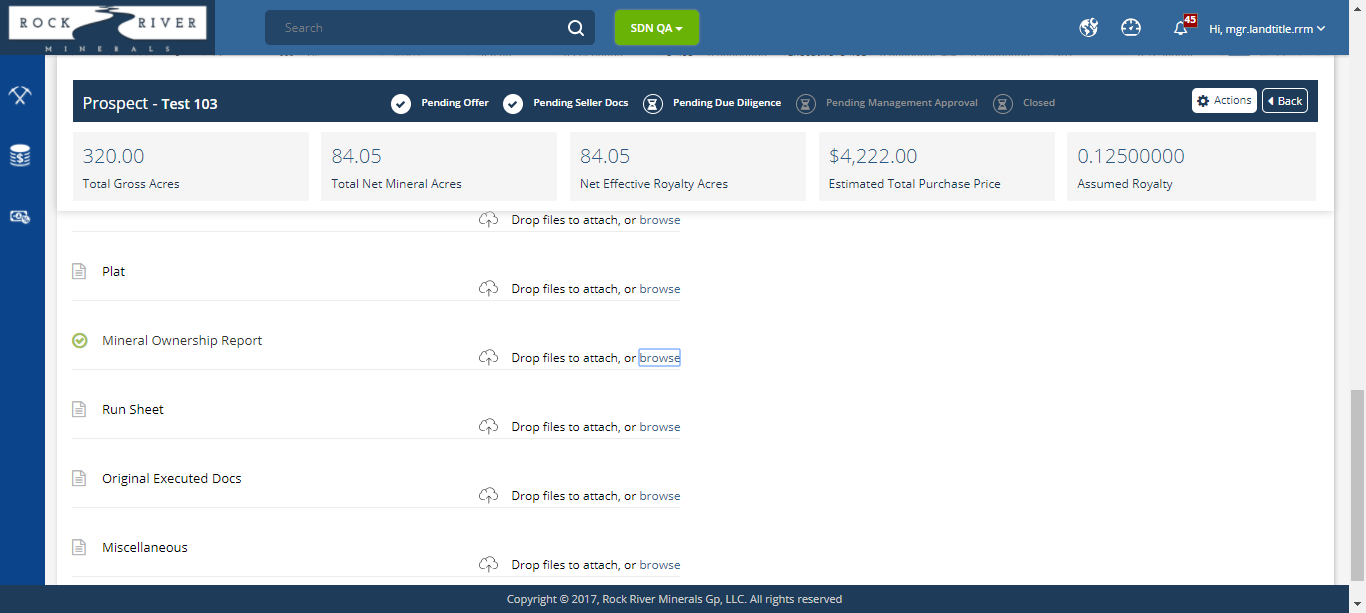 ROCK RIVER
MINERALS
Search
SDN QA
45
Hi, mgr.landtitle.rrm
Prospect - Test 103
Pending Offer
Pending Seller Docs
Pending Due Diligence
Pending Management Approval
Closed
Actions
Back
320.00
Total Gross Acres
84.05
Total Net Mineral Acres
84.05
Net Effective Royalty Acres
$4,222.00
Estimated Total Purchase Price
0.12500000
Assumed Royalty
Drop files to attach, or browse
Plat
Drop files to attach, or browse
Mineral Ownership Report
Drop files to attach, or browse
Run Sheet
Drop files to attach, or browse
Original Executed Docs
Drop files to attach, or browse
Miscellaneous
Drop files to attach, or browse
Copyright © 2017, Rock River Minerals Gp, LLC. All rights reserved